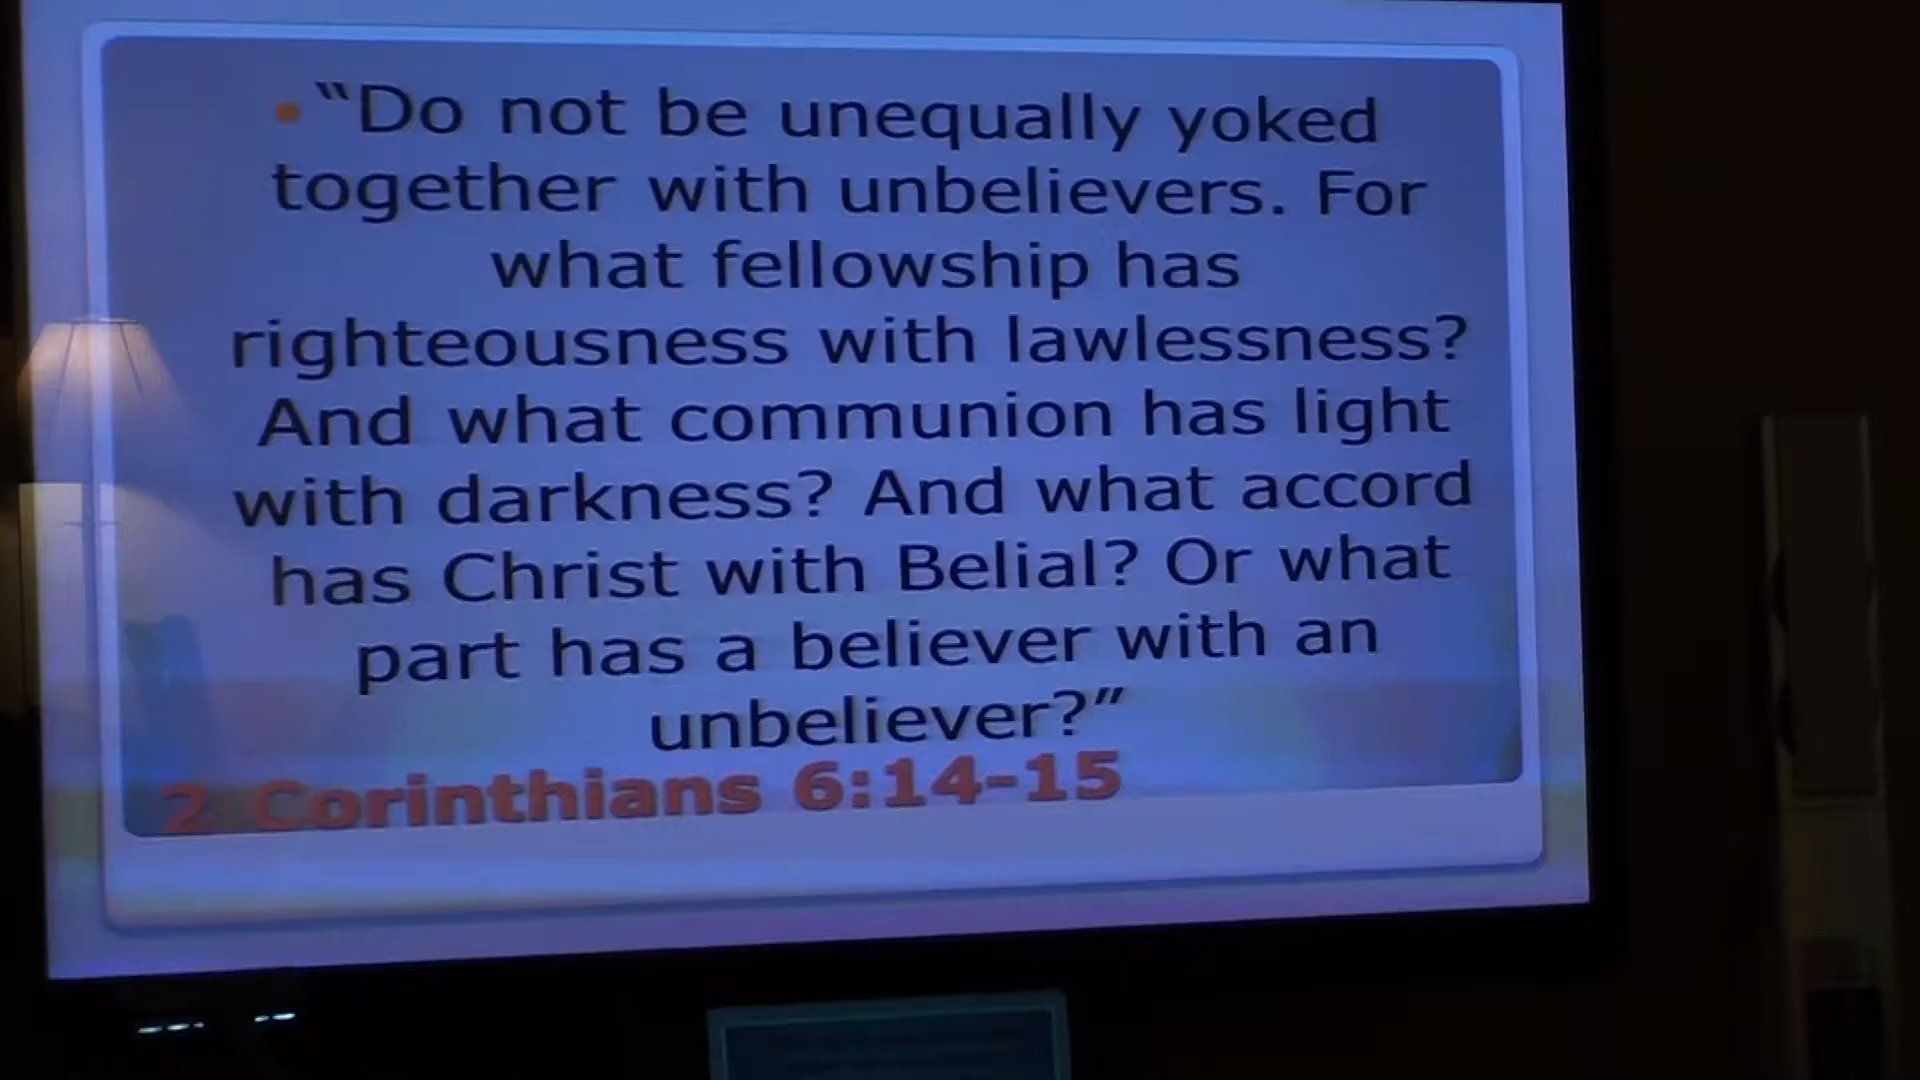 • “Do not be unequally yoked
together with unbelievers. For
what fellowship has
righteousness with lawlessness?
And what communion has light
with darkness? And what accord
has Christ with Belial? Or what
part has a believer with an
unbeliever?”
2 Corinthians 6:14-15